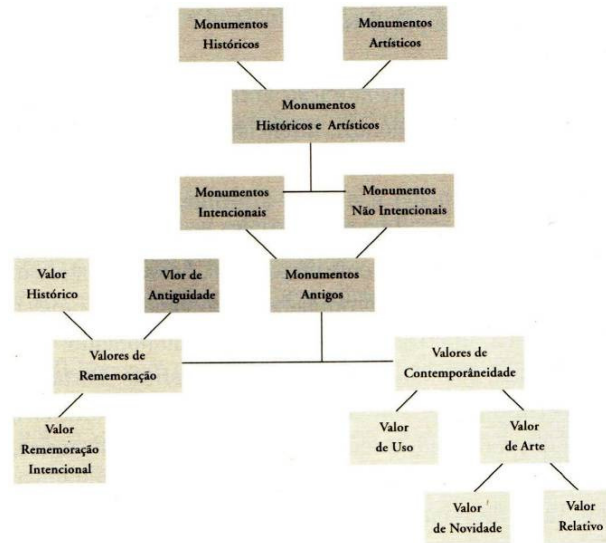 Monumentos
Históricos
Monumentos
Artísticos
Monumentos
Históricos e Artísticos
Monumentos
Intencionais
Monumentos
Não Intencionais
Valor
Histórico
Vlor de
Antiguidade
Monumentos
Antigos
Valores de
Rememoração
Valores de
Contemporâneidade
Valor
Rememoração
Intencional
Valor
de Uso
Valor
de Arte
Valor
de Novidade
Valor
Relativo